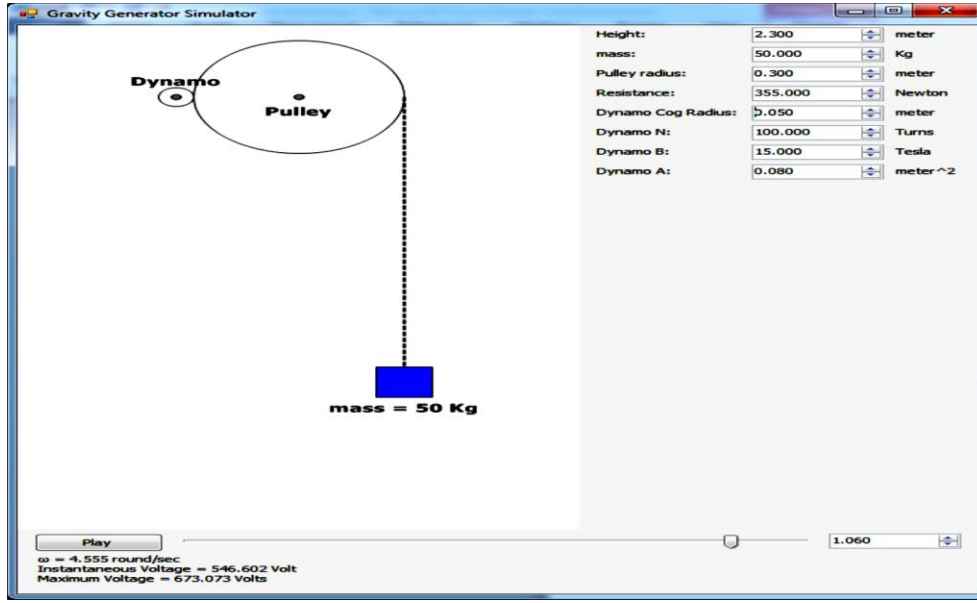 Gravity Generator Simulator
Height: 2.300 meter
mass: 50.000 Kg
Pulley radius: 0.300 meter
Resistance: 355.000 Newton
Dynamo Cog Radius: 0.050 meter
Dynamo N: 100.000 Turns
Dynamo B: 15.000 Tesla
Dynamo A: 0.080 meter^2
Dynamo
Pulley
mass = 50 Kg
Play 1.060
ω = 4.555 round/sec
Instantaneous Voltage = 546.602 Volt
Maximum Voltage = 673.073 Volts